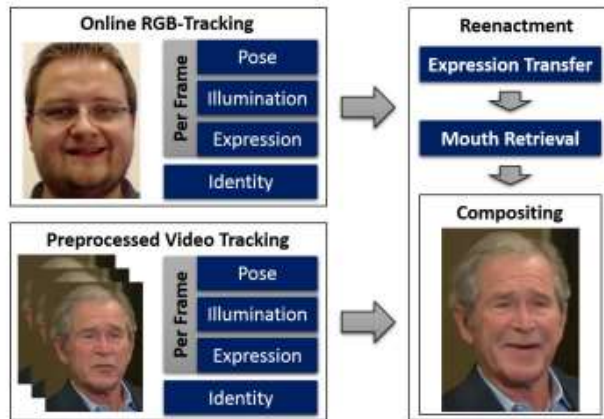 Online RGB-Tracking
Per Frame
Pose
Illumination
Expression
Identity
Preprocessed Video Tracking
Per Frame
Pose
Illumination
Expression
Identity
Reenactment
Expression Transfer
Mouth Retrieval
Compositing